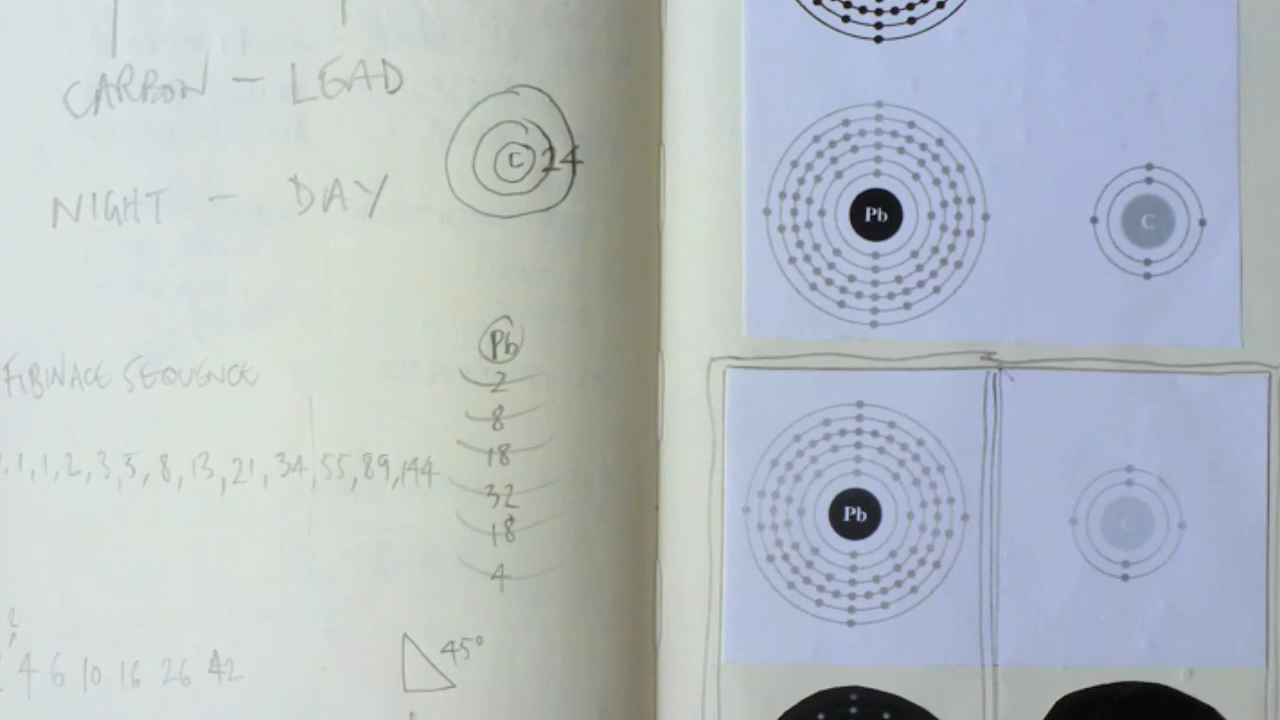 CARBON - LEAD
C 24
NIGHT - DAY
Pb
2
8
18
32
18
4
FIBINACE SEQUENCE
1,1,2,3,5,8,13,21,34,55,89,144
2
4 6 10 16 26 42
45°
Pb
C
Pb
C